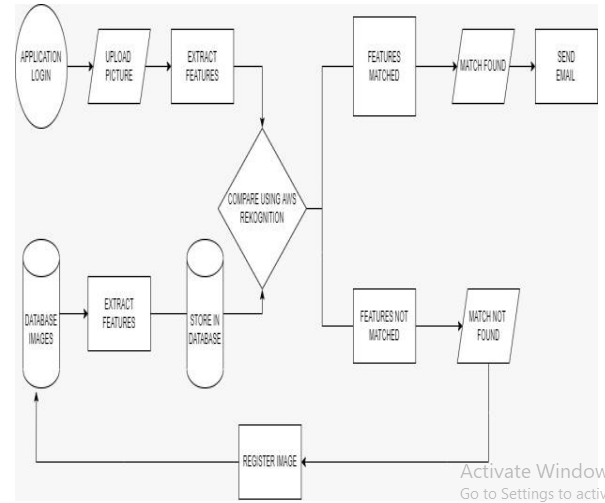 APPLICATION
LOGIN
UPLOAD
PICTURE
EXTRACT
FEATURES
FEATURES
MATCHED
MATCH FOUND
SEND
EMAIL
COMPARE USING AWS
REKOGNITION
DATABASE
IMAGES
EXTRACT
FEATURES
STORE IN
DATABASE
FEATURES NOT
MATCHED
MATCH NOT
FOUND
REGISTER IMAGE
Activate Window
Go to Settings to activ